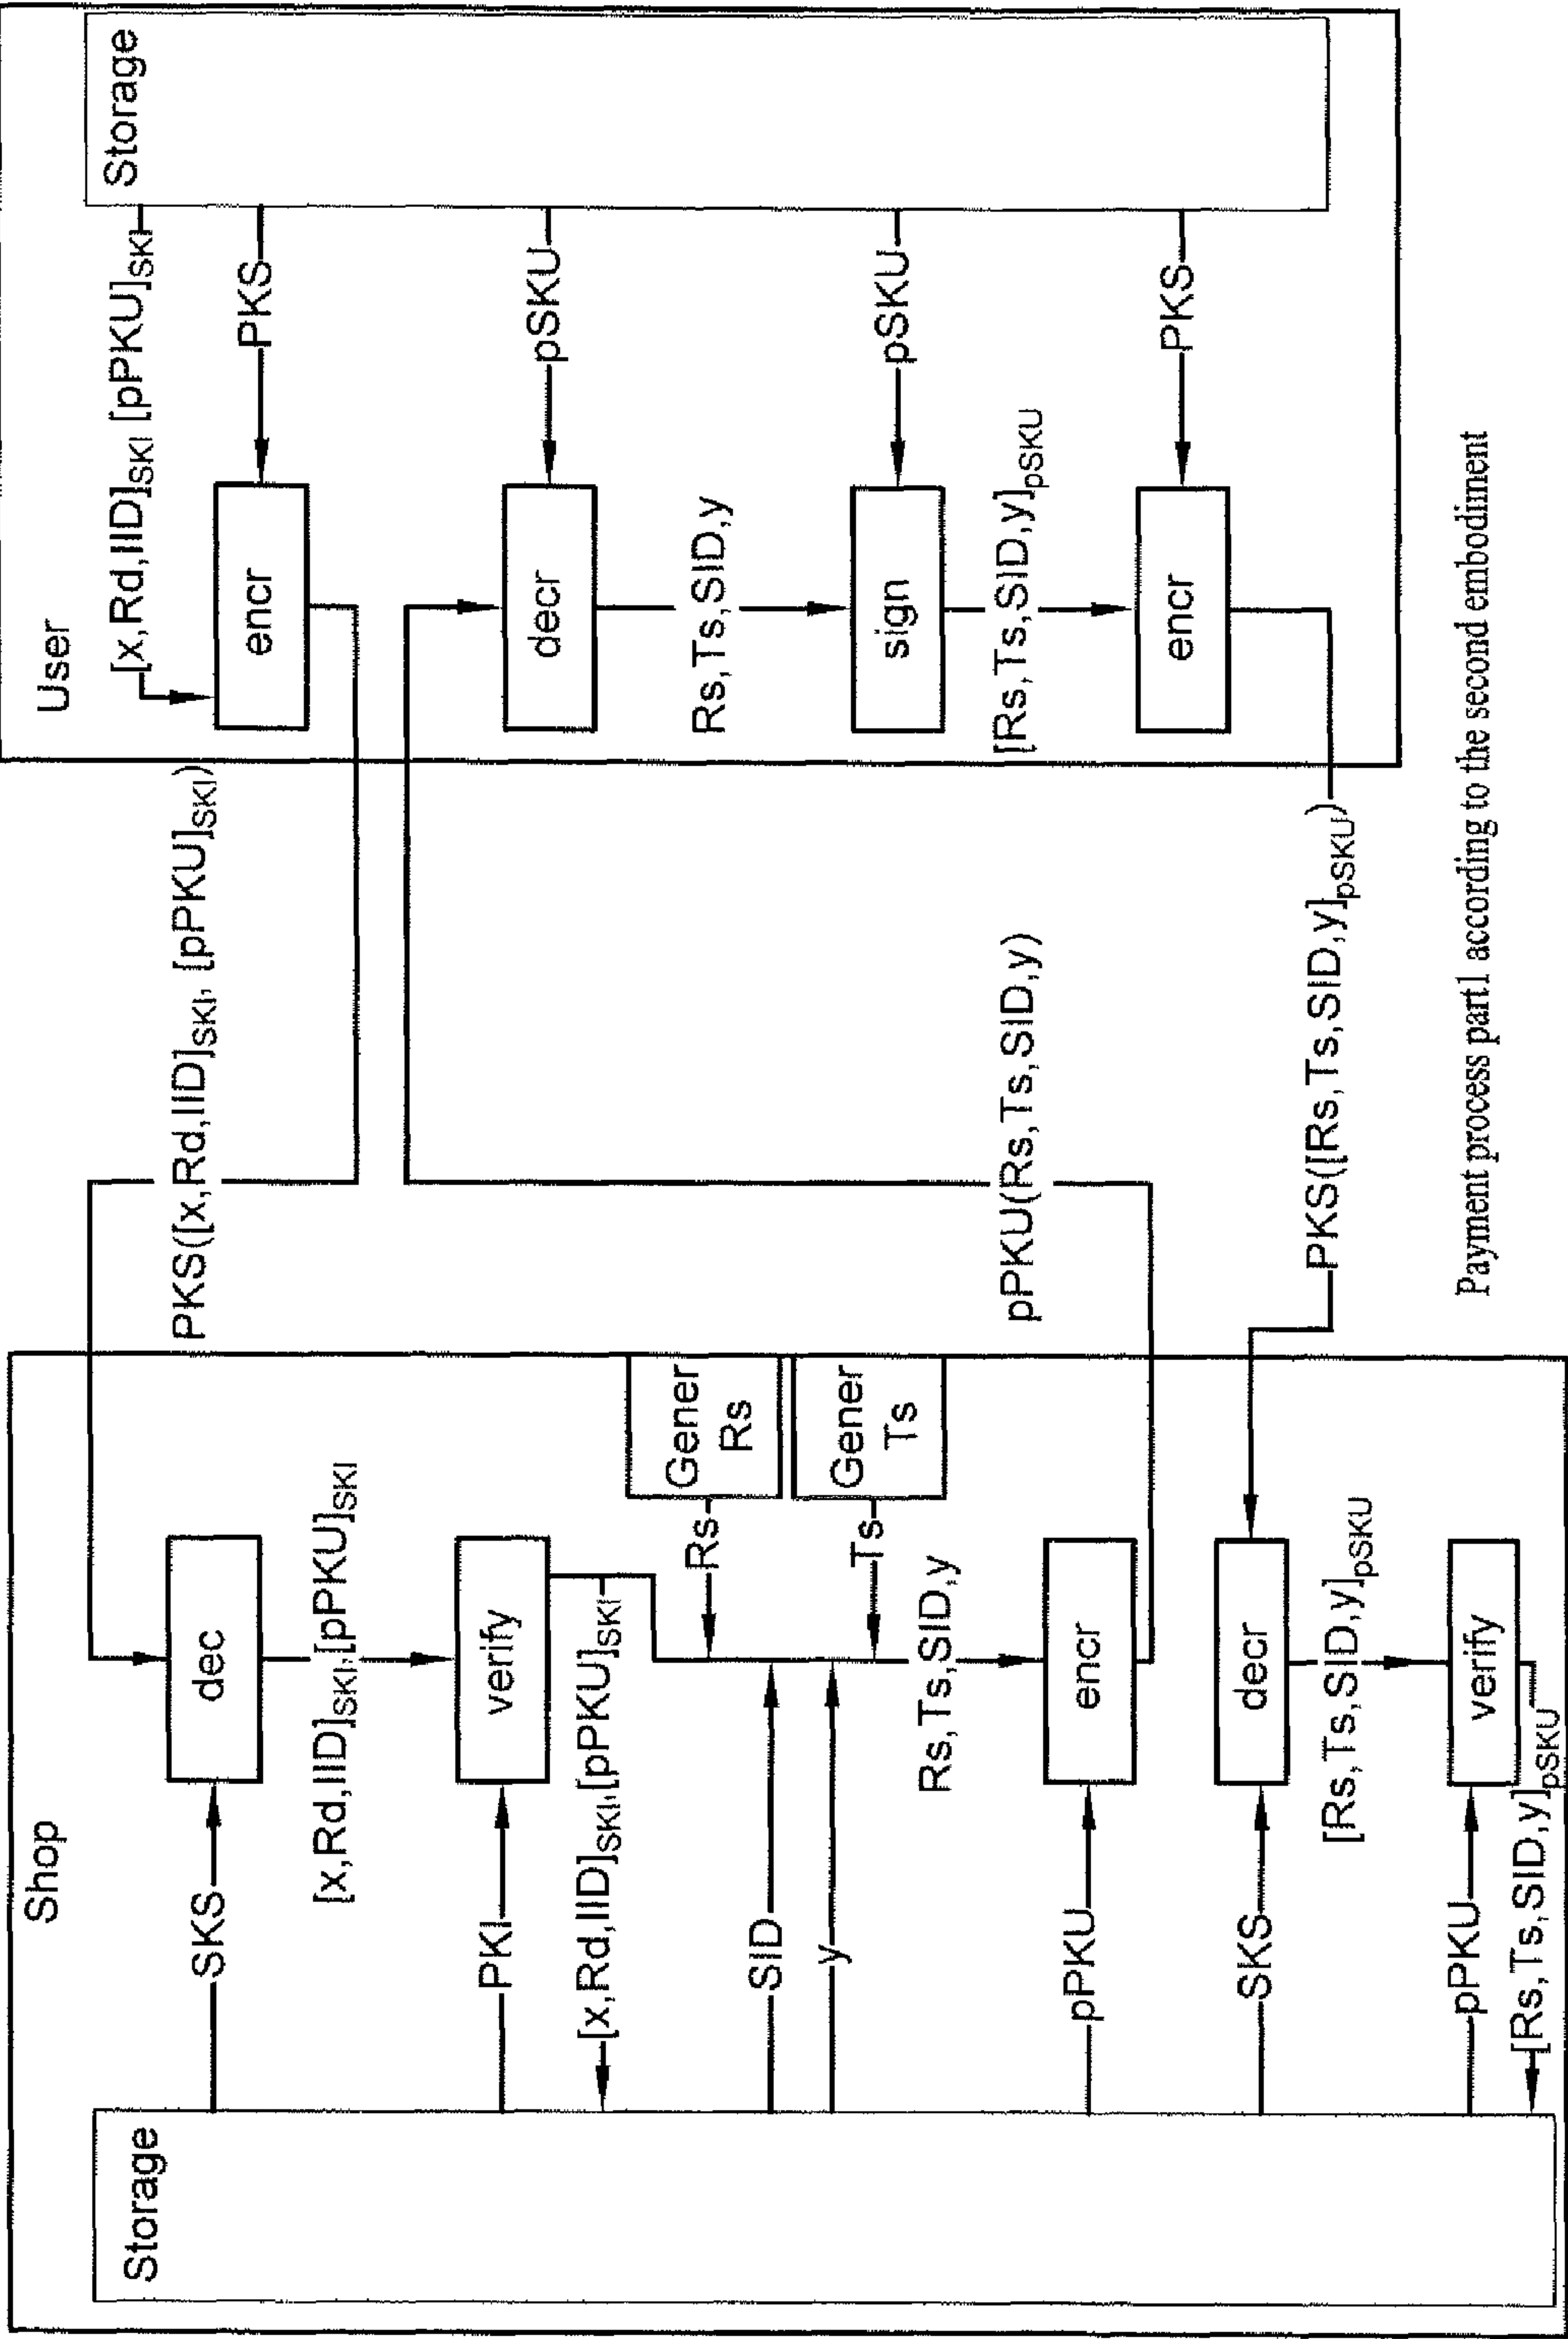 Shop
Storage
SKS
dec
[x,Rd,IID]SKI,[pPKU]SKI
PKI
verify
[x,Rd,IID]SKI,[pPKU]SKI
Gener
Rs
Rs
SID
y
Gener
Ts
Ts
Rs,Ts,SID,y
pPKU
encr
SKS
decr
[Rs,Ts,SID,y]pSKU
pPKU
verify
[Rs,Ts,SID,y]pSKU
PKS([x,Rd,IID]SKI, [pPKU]SKI)
pPKU(Rs,Ts,SID,y)
PKS([Rs,Ts,SID,y]pSKU)
User
Storage
[x,Rd,IID]SKI [pPKU]SKI
PKS
encr
pSKU
decr
Rs,Ts,SID,y
pSKU
sign
[Rs,Ts,SID,y]pSKU
PKS
encr
Payment process part1 according to the second embodiment